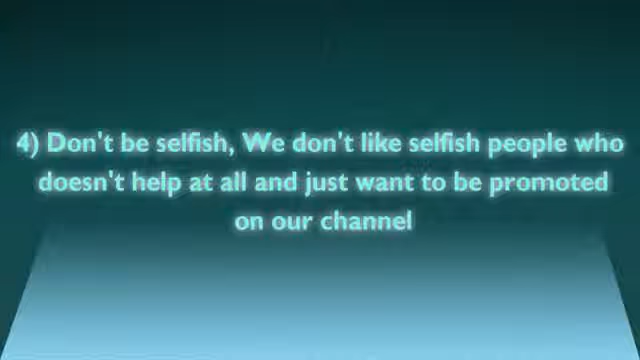 4) Don't be selfish, We don't like selfish people who
doesn't help at all and just want to be promoted
on our channel